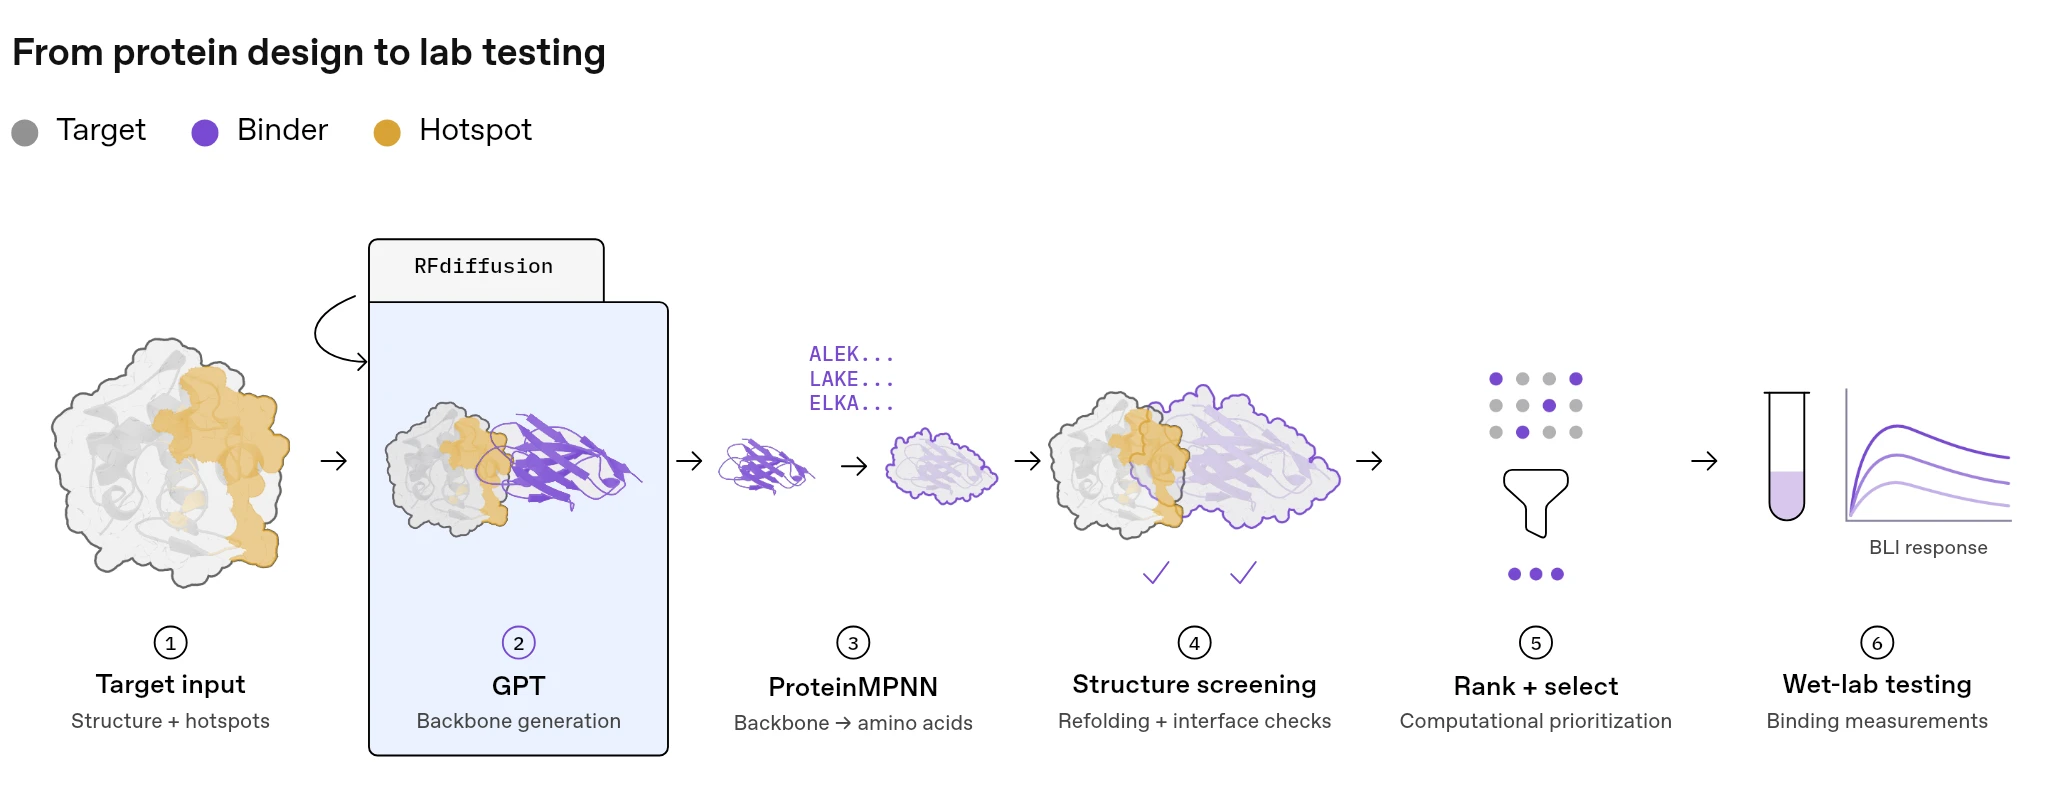 From protein design to lab testing
Target
Binder
Hotspot
RFdiffusion
ALEK...
LAKE...
ELKA...
BLI response
1
Target input
Structure + hotspots
2
GPT
Backbone generation
3
ProteinMPNN
Backbone → amino acids
4
Structure screening
Refolding + interface checks
5
Rank + select
Computational prioritization
6
Wet-lab testing
Binding measurements